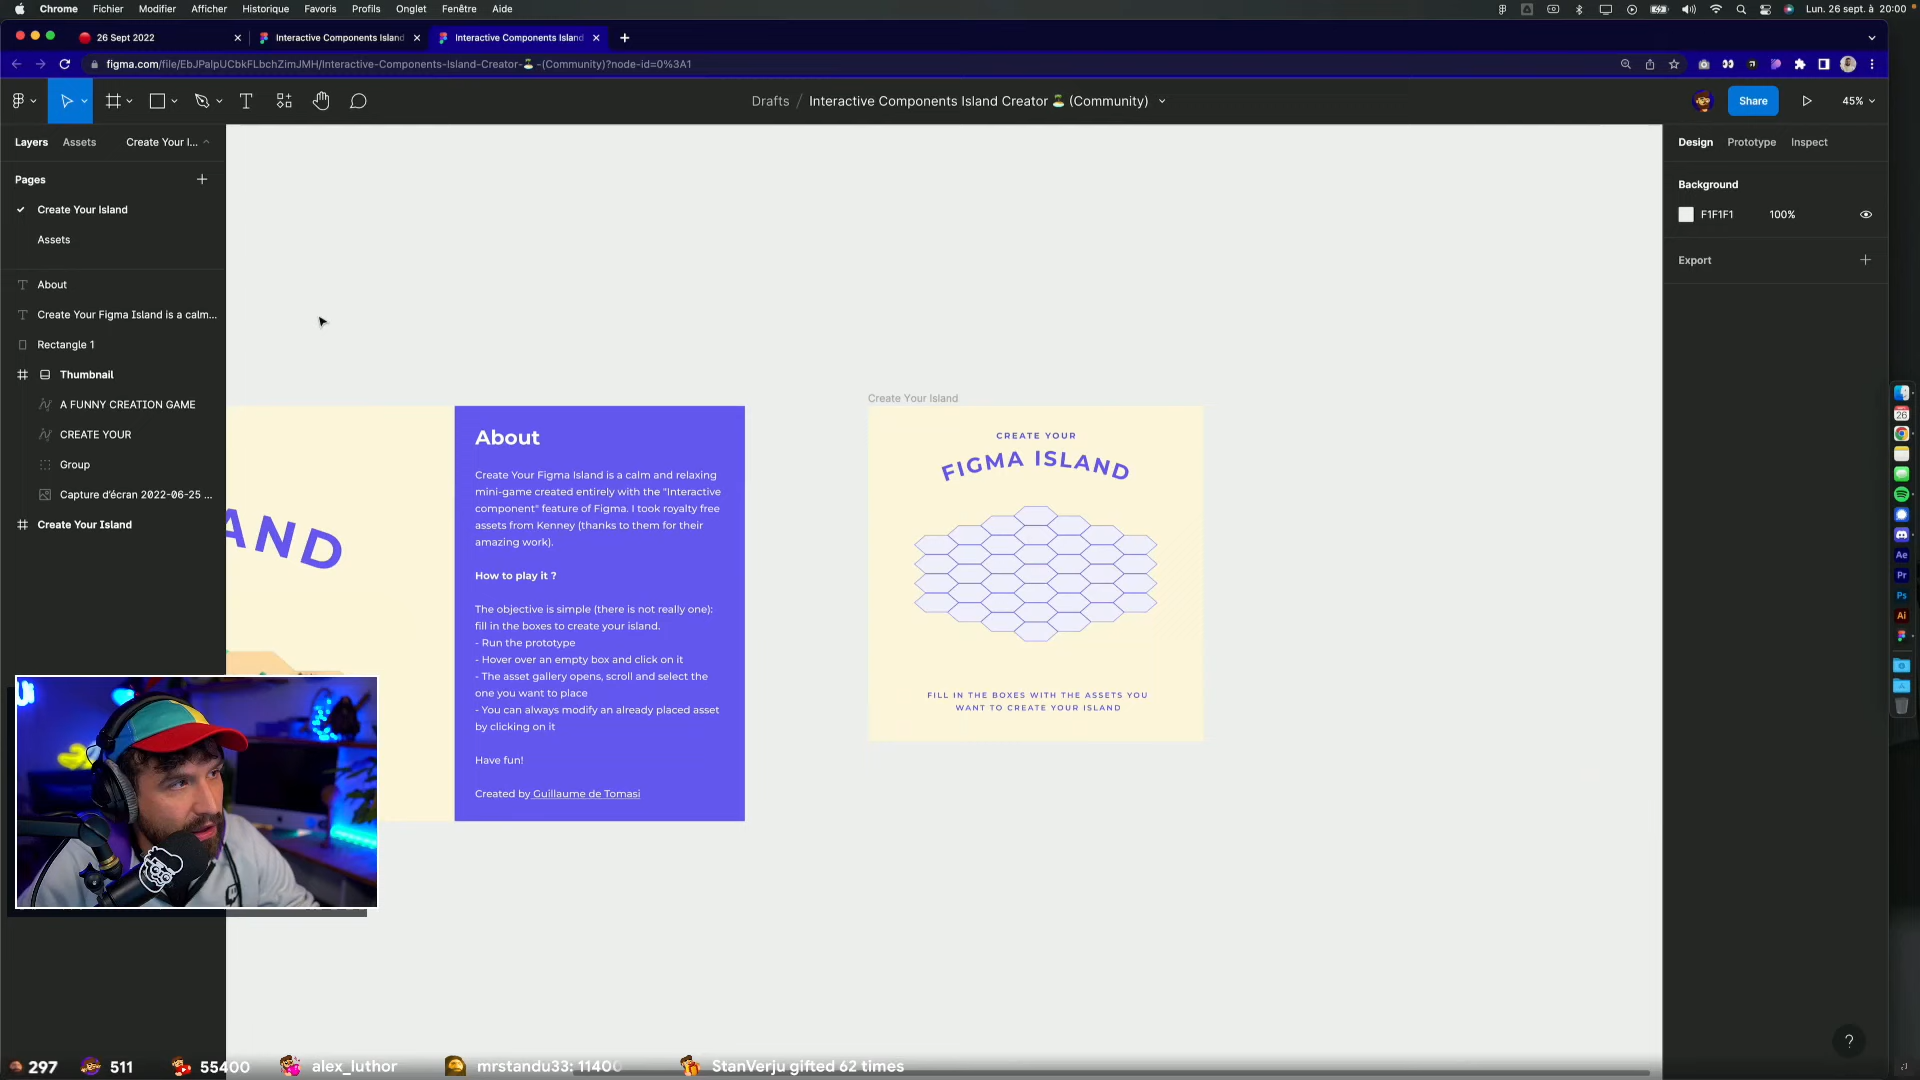 Chrome Fichier Modifier Afficher Historique Favoris Profils Onglet Fenêtre Aide Lun. 26 sept. à 20:00
26 Sept 2022 Interactive Components Island Interactive Components Island
figma.com/file/EbJPalpUCbkFLbchZimJMH/Interactive-Components-Island-Creator-🏝-(Community)?node-id=0%3A1
Drafts / Interactive Components Island Creator 🏝 (Community) Share 45%
Layers Assets Create Your I...
Pages
Create Your Island
Assets
About
Create Your Figma Island is a calm...
Rectangle 1
Thumbnail
A FUNNY CREATION GAME
CREATE YOUR
Group
Capture d'écran 2022-06-25 ...
Create Your Island
AND
About
Create Your Figma Island is a calm and relaxing
mini-game created entirely with the "Interactive
component" feature of Figma. I took royalty free
assets from Kenney (thanks to them for their
amazing work).
How to play it ?
The objective is simple (there is not really one):
fill in the boxes to create your island.
- Run the prototype
- Hover over an empty box and click on it
- The asset gallery opens, scroll and select the
one you want to place
- You can always modify an already placed asset
by clicking on it
Have fun!
Created by Guillaume de Tomasi
Create Your Island
CREATE YOUR
FIGMA ISLAND
FILL IN THE BOXES WITH THE ASSETS YOU
WANT TO CREATE YOUR ISLAND
Design Prototype Inspect
Background
F1F1F1 100%
Export
26
Ae
Pr
Ps
Ai
?
297 511 55400 alex_luthor mrstandu33: 11400 StanVerju gifted 62 times